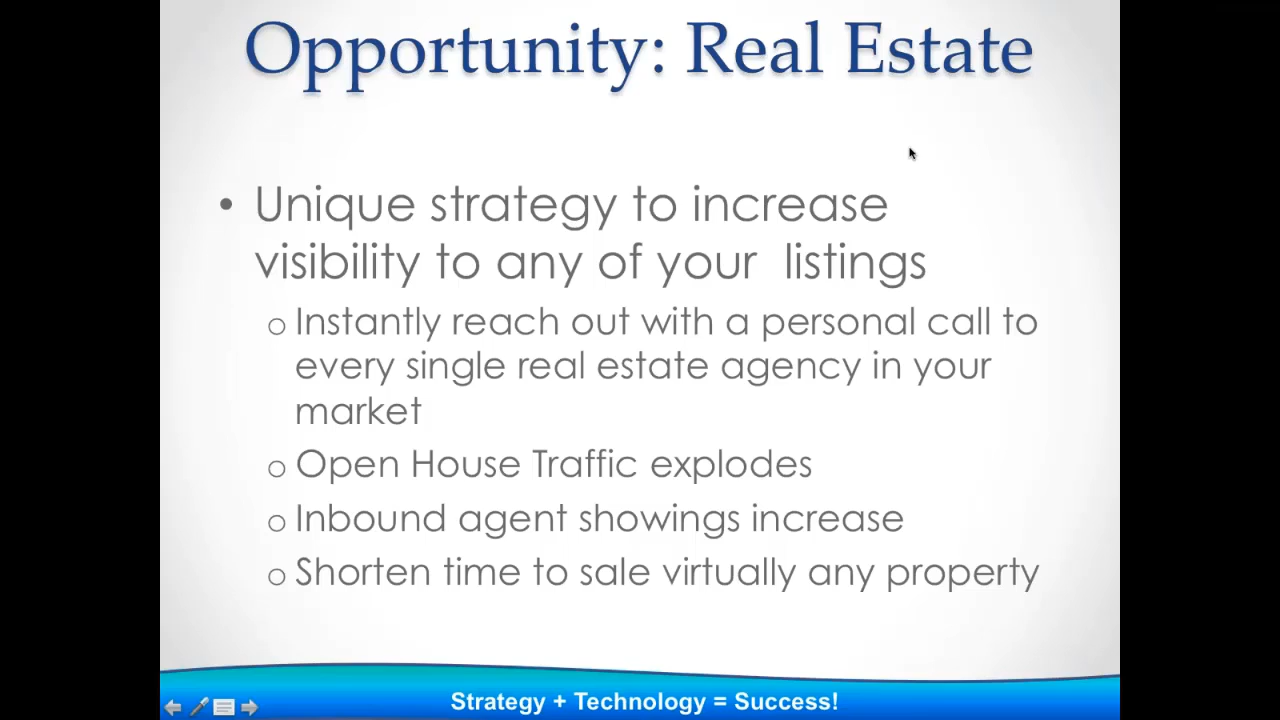 Opportunity: Real Estate
• Unique strategy to increase
visibility to any of your  listings
o Instantly reach out with a personal call to
every single real estate agency in your
market
o Open House Traffic explodes
o Inbound agent showings increase
o Shorten time to sale virtually any property
Strategy + Technology = Success!